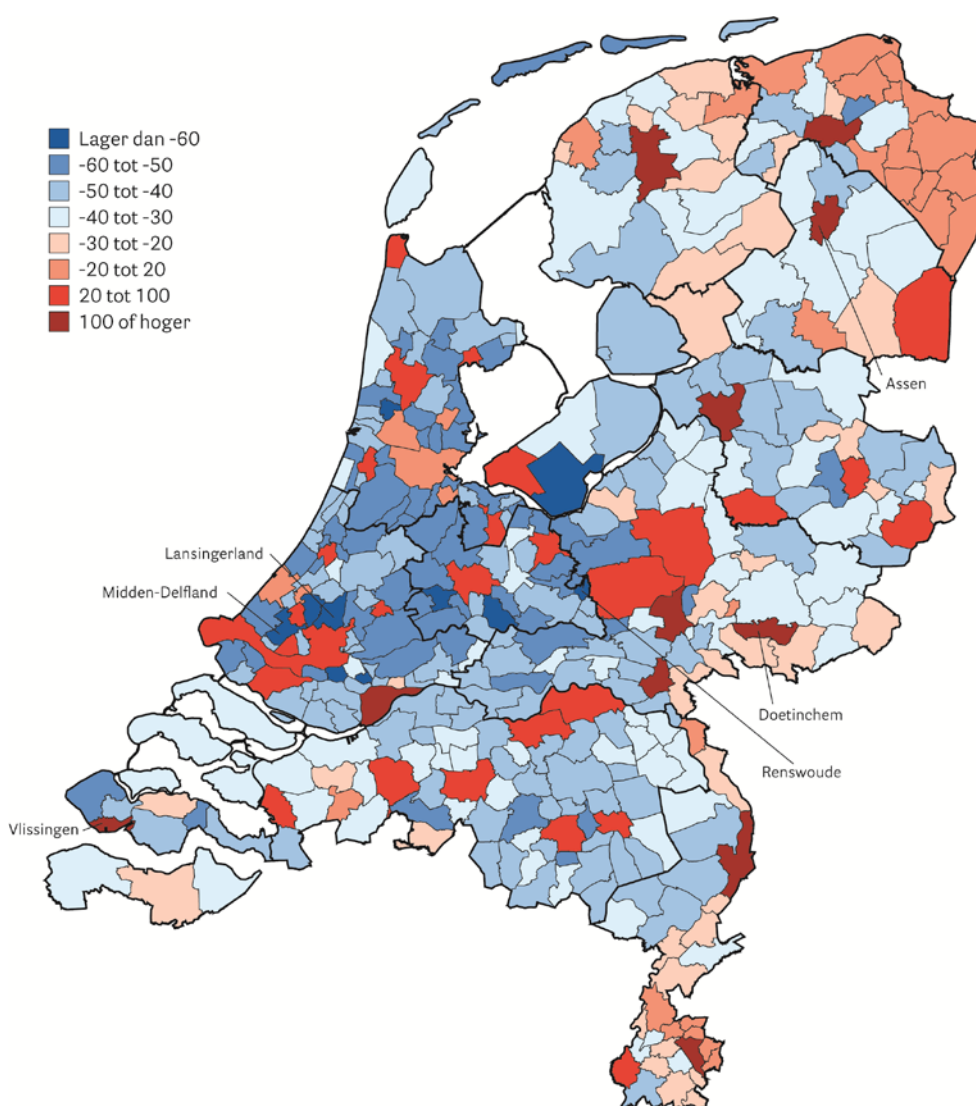 Lager dan -60
-60 tot -50
-50 tot -40
-40 tot -30
-30 tot -20
-20 tot 20
20 tot 100
100 of hoger
Assen
Lansingerland
Midden-Delfland
Doetinchem
Renswoude
Vlissingen